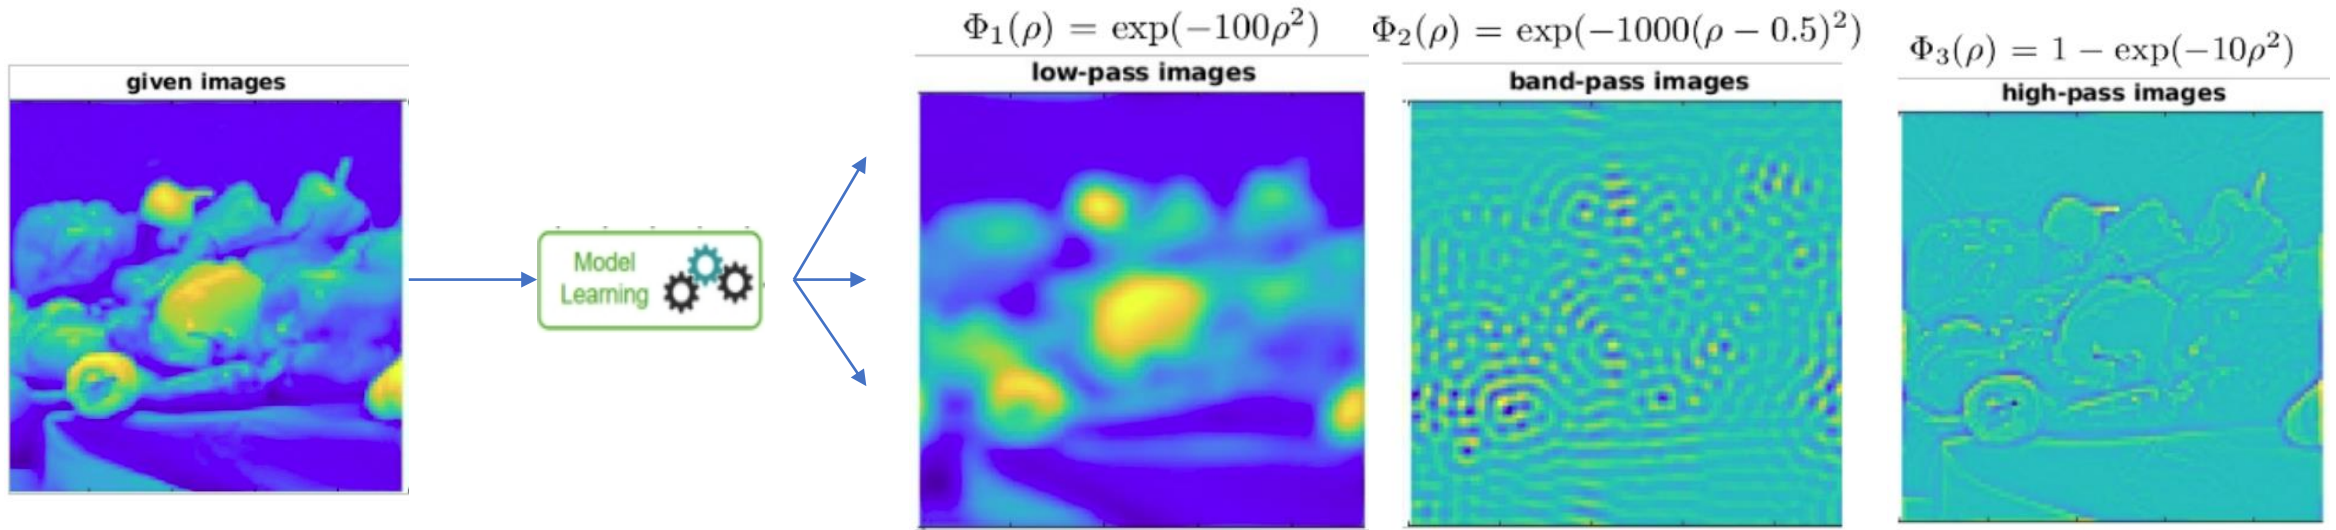 given images
Model
Learning
Φ₁(ρ) = exp(−100ρ²)
low-pass images
Φ₂(ρ) = exp(−1000(ρ − 0.5)²)
band-pass images
Φ₃(ρ) = 1 − exp(−10ρ²)
high-pass images